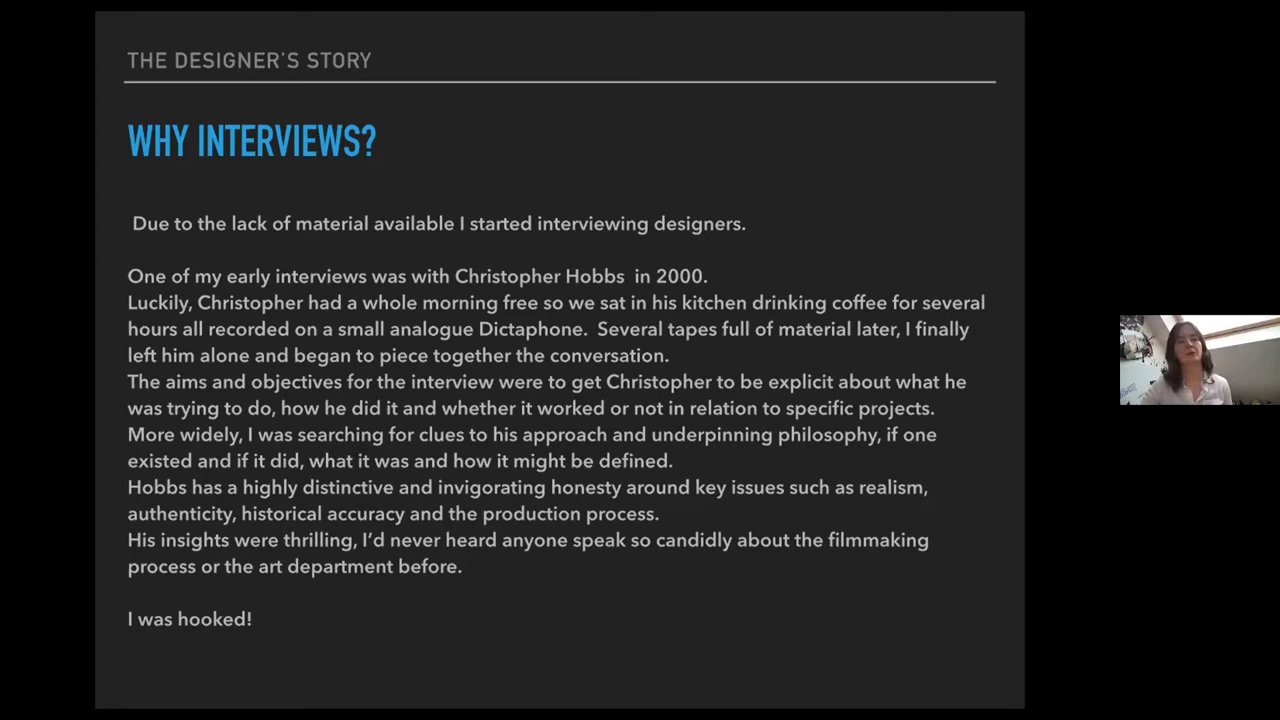 THE DESIGNER'S STORY
WHY INTERVIEWS?
Due to the lack of material available I started interviewing designers.
One of my early interviews was with Christopher Hobbs in 2000.
Luckily, Christopher had a whole morning free so we sat in his kitchen drinking coffee for several
hours all recorded on a small analogue Dictaphone. Several tapes full of material later, I finally
left him alone and began to piece together the conversation.
The aims and objectives for the interview were to get Christopher to be explicit about what he
was trying to do, how he did it and whether it worked or not in relation to specific projects.
More widely, I was searching for clues to his approach and underpinning philosophy, if one
existed and if it did, what it was and how it might be defined.
Hobbs has a highly distinctive and invigorating honesty around key issues such as realism,
authenticity, historical accuracy and the production process.
His insights were thrilling, I'd never heard anyone speak so candidly about the filmmaking
process or the art department before.
I was hooked!